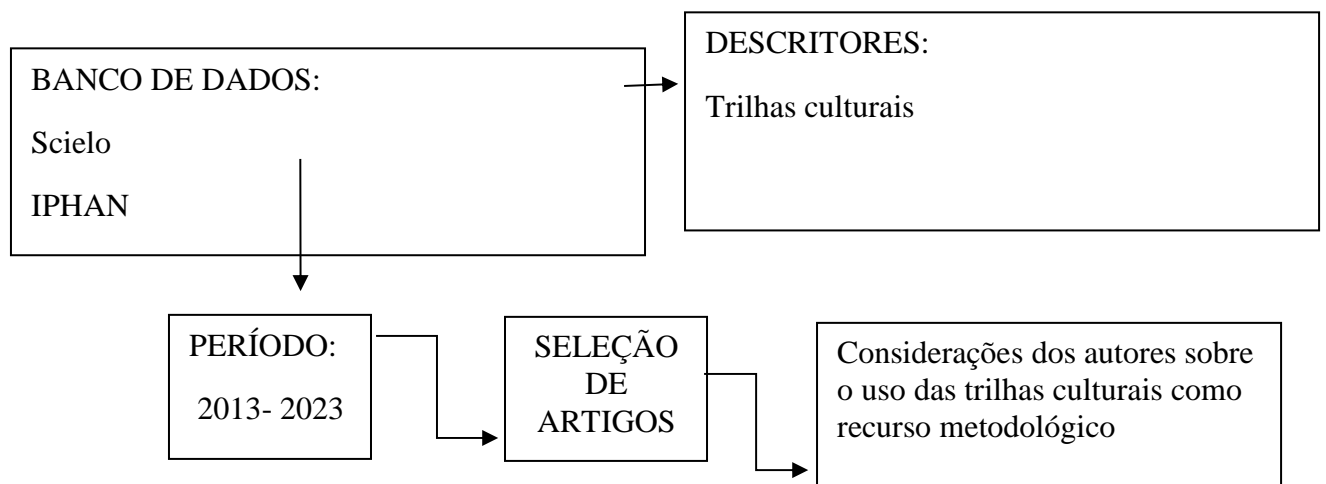 BANCO DE DADOS:
Scielo
IPHAN
DESCRITORES:
Trilhas culturais
PERÍODO:
2013- 2023
SELEÇÃO
DE
ARTIGOS
Considerações dos autores sobre
o uso das trilhas culturais como
recurso metodológico